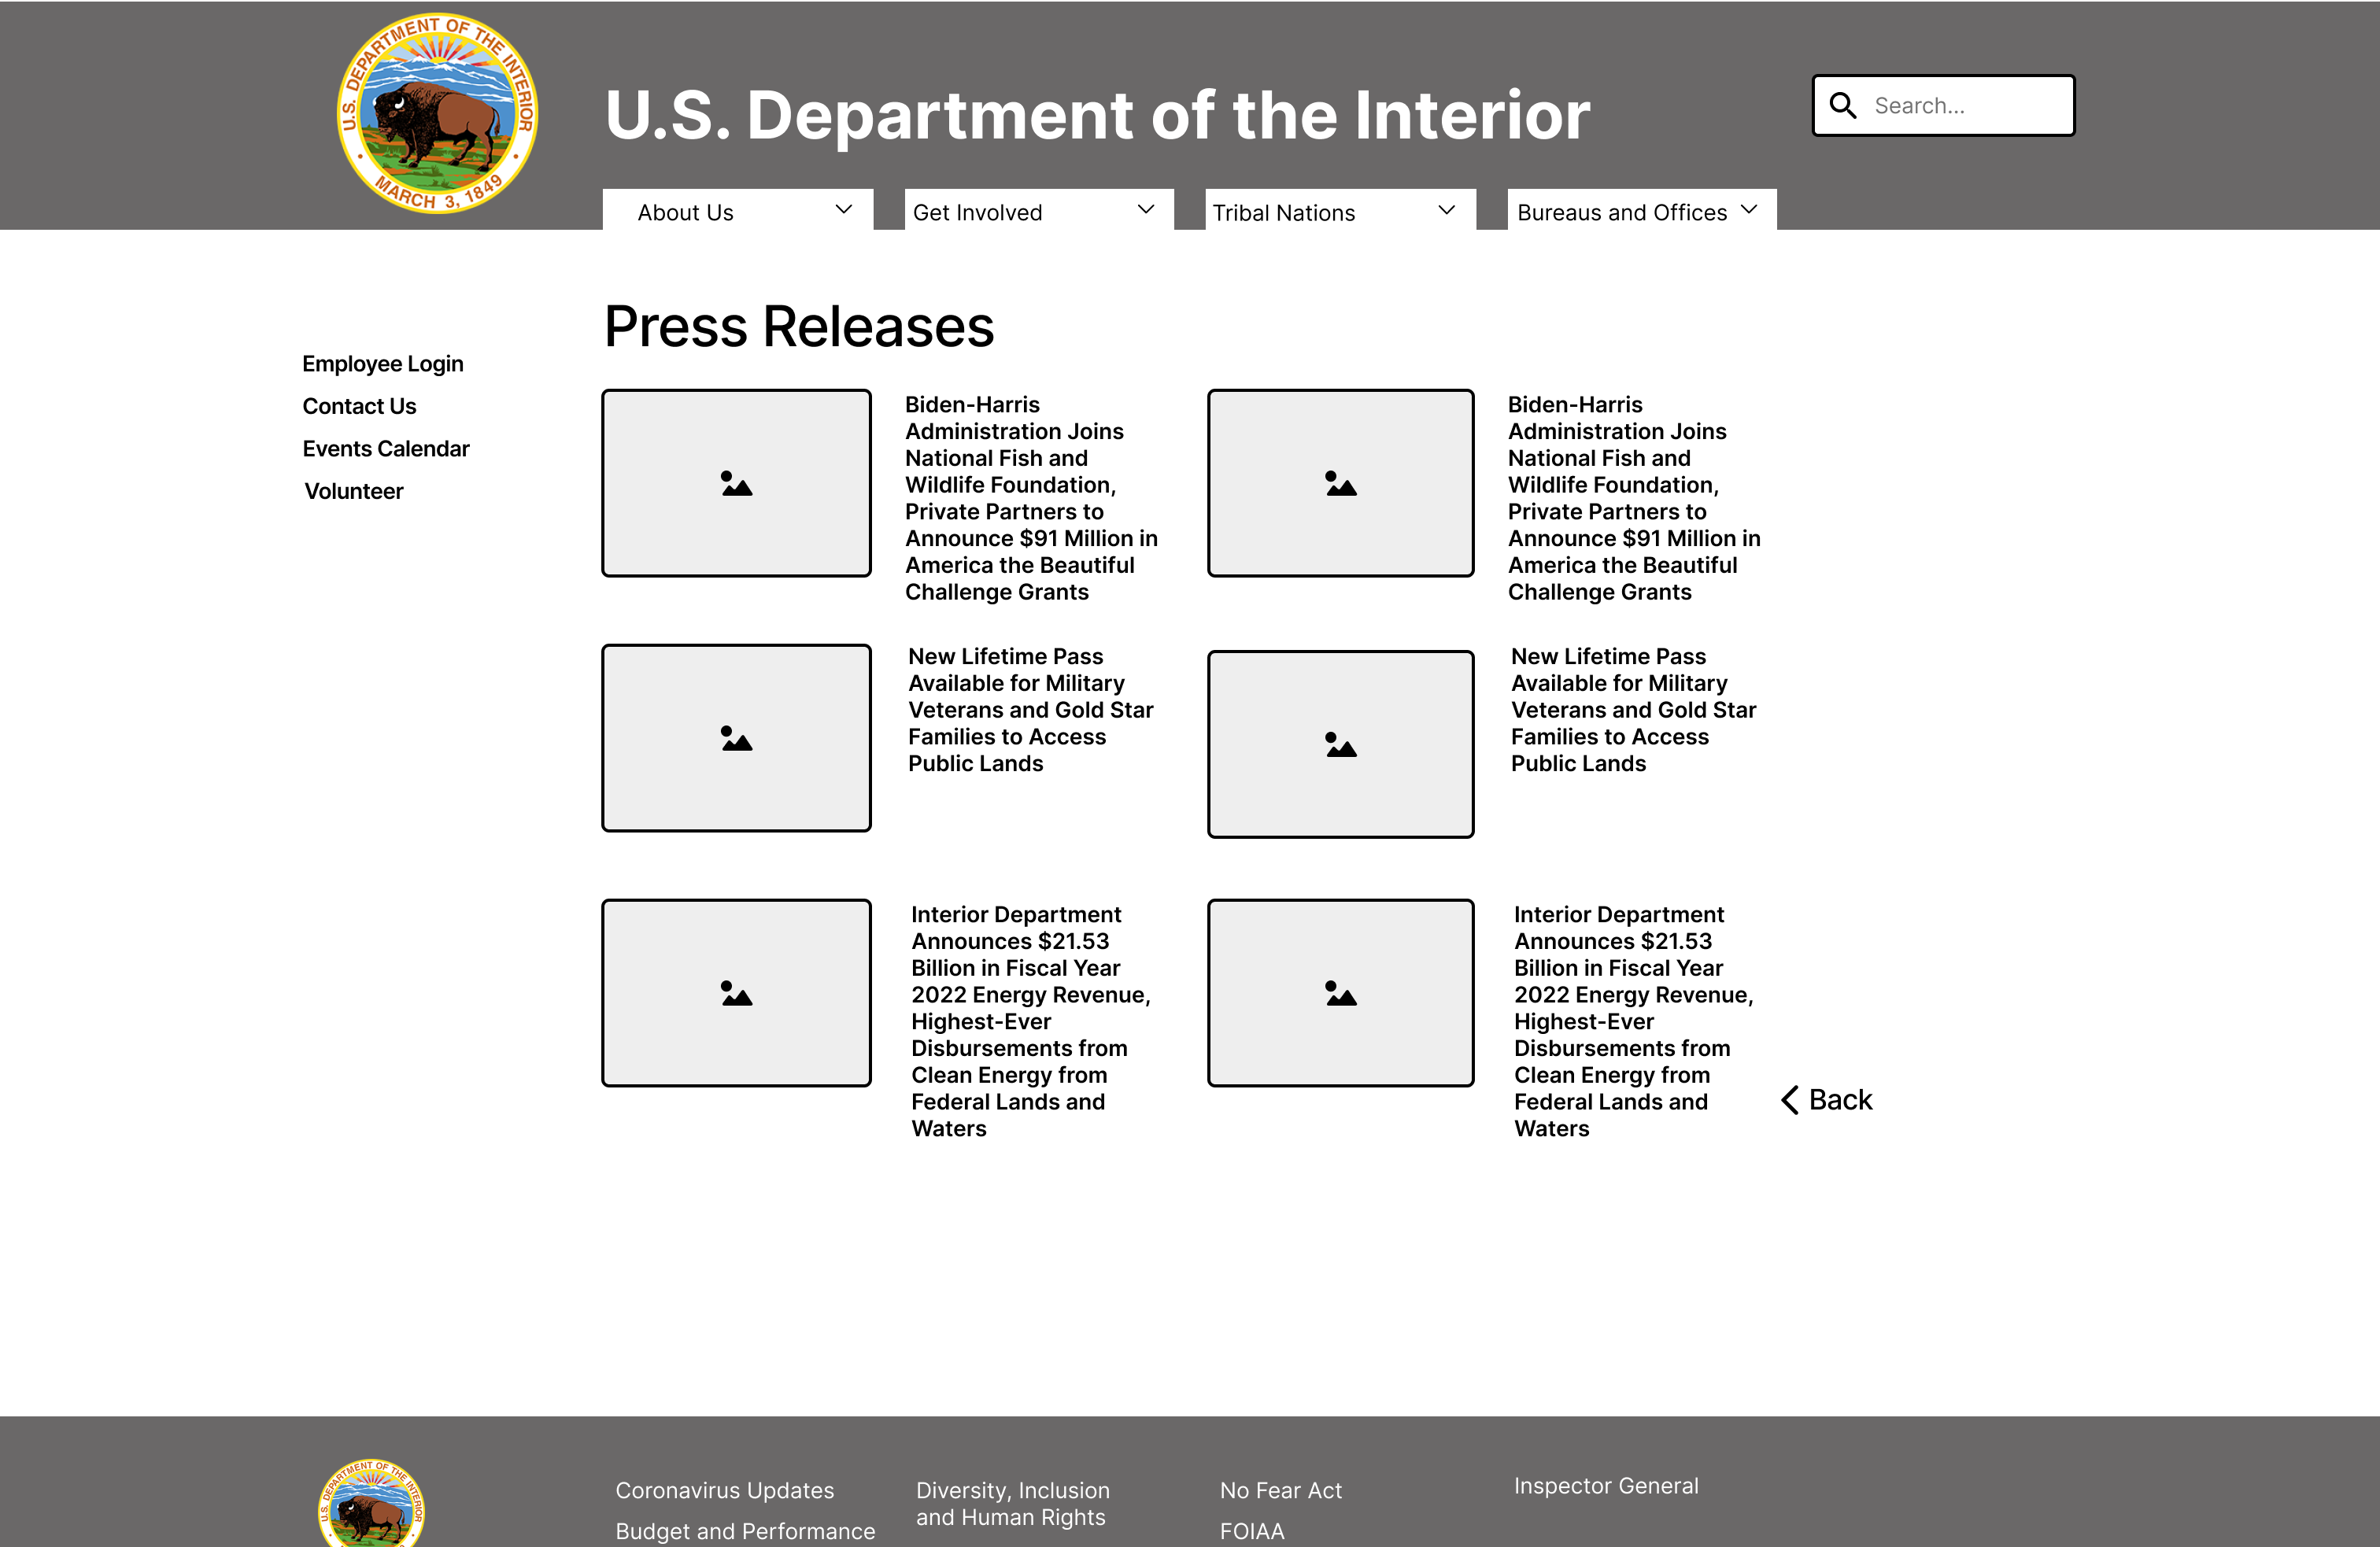 U.S. DEPARTMENT OF THE INTERIOR
MARCH 3, 1849
U.S. Department of the Interior
Search...
About Us
Get Involved
Tribal Nations
Bureaus and Offices
Press Releases
Employee Login
Contact Us
Events Calendar
Volunteer
Biden-Harris
Administration Joins
National Fish and
Wildlife Foundation,
Private Partners to
Announce $91 Million in
America the Beautiful
Challenge Grants
Biden-Harris
Administration Joins
National Fish and
Wildlife Foundation,
Private Partners to
Announce $91 Million in
America the Beautiful
Challenge Grants
New Lifetime Pass
Available for Military
Veterans and Gold Star
Families to Access
Public Lands
New Lifetime Pass
Available for Military
Veterans and Gold Star
Families to Access
Public Lands
Interior Department
Announces $21.53
Billion in Fiscal Year
2022 Energy Revenue,
Highest-Ever
Disbursements from
Clean Energy from
Federal Lands and
Waters
Interior Department
Announces $21.53
Billion in Fiscal Year
2022 Energy Revenue,
Highest-Ever
Disbursements from
Clean Energy from
Federal Lands and
Waters
Back
U.S. DEPARTMENT OF THE INTERIOR
Coronavirus Updates
Budget and Performance
Diversity, Inclusion
and Human Rights
No Fear Act
FOIAA
Inspector General